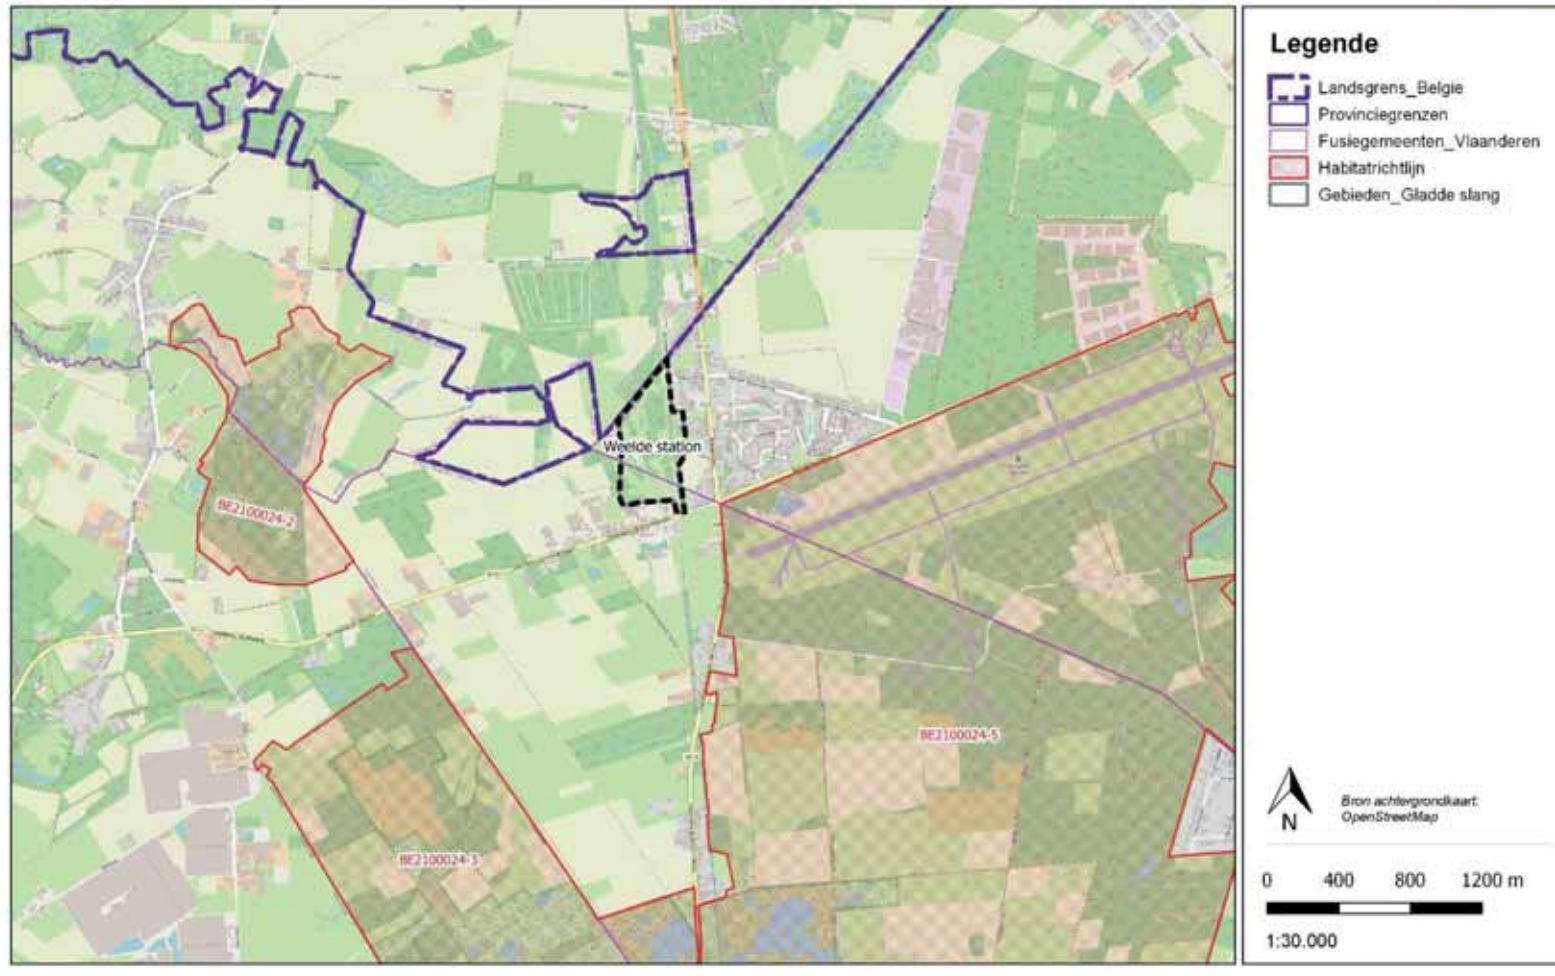 Legende
Landsgrens_Belgie
Provinciegrenzen
Fusiegemeenten_Vlaanderen
Habitatrichtlijn
Gebieden_Gladde slang
Weelde station
BE2100024-2
BE2100024-5
BE2100024-3
N
Bron achtergrondkaart:
OpenStreetMap
0 400 800 1200 m
1:30.000